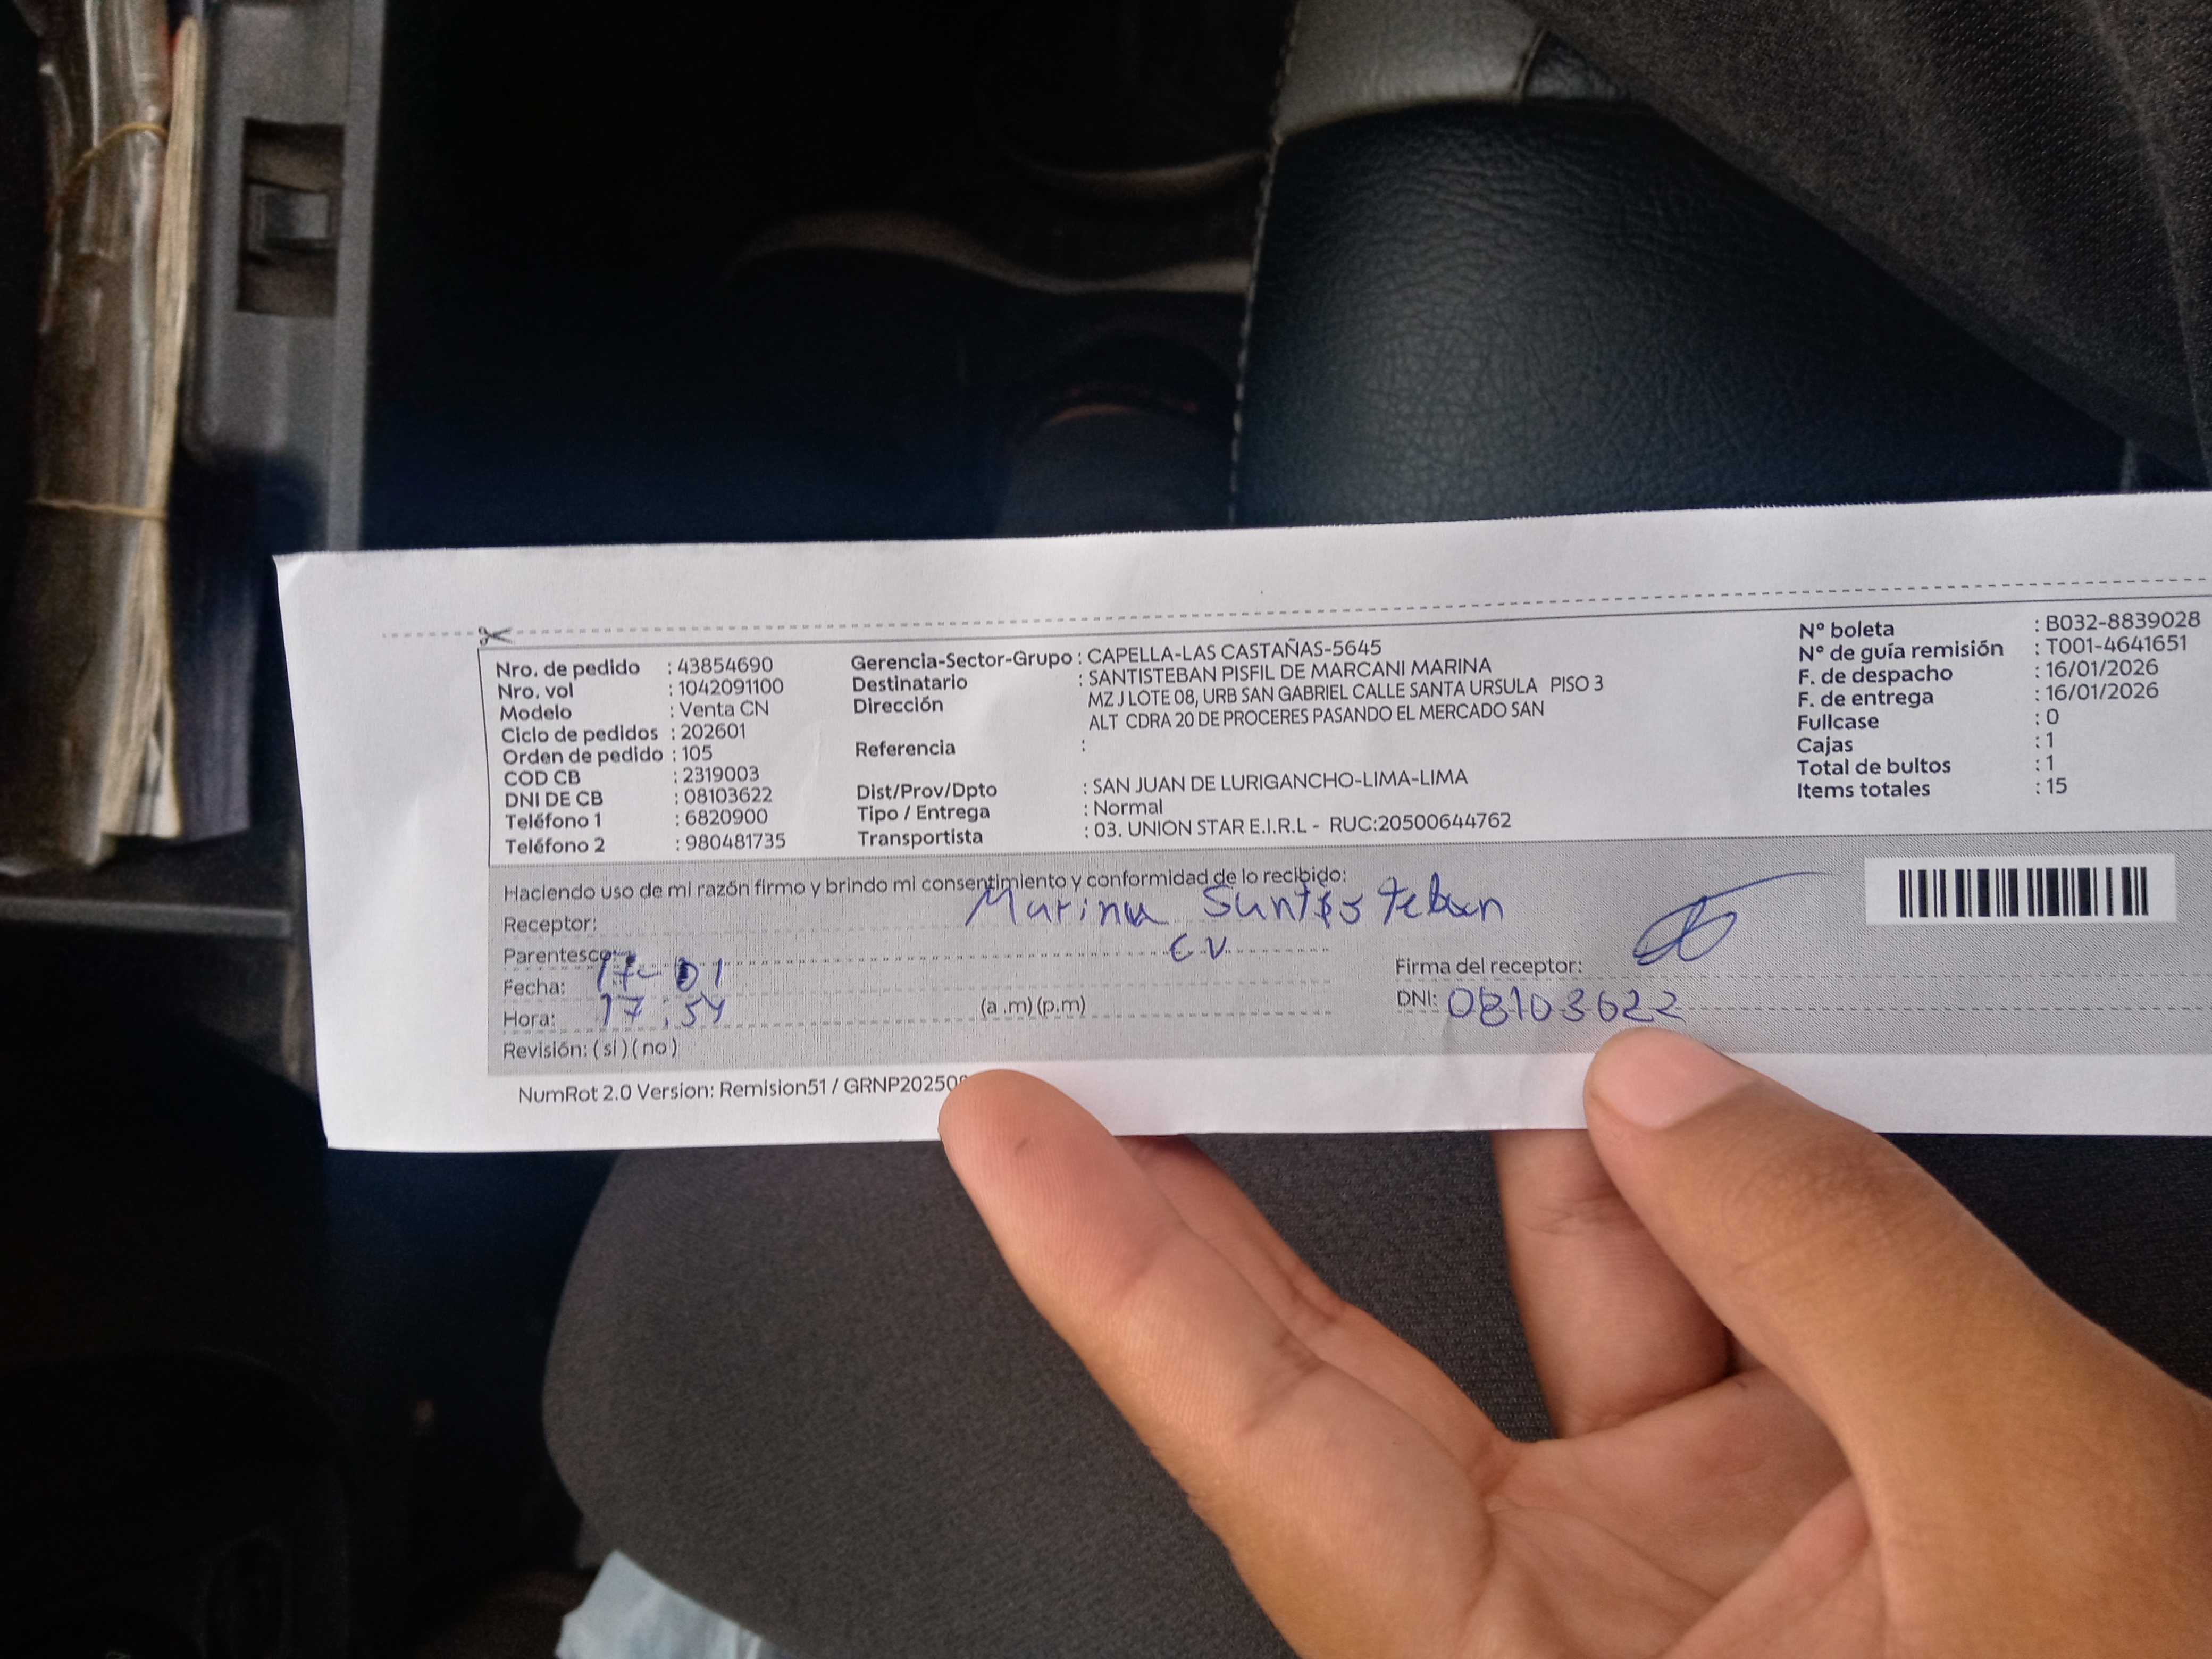 Nro. de pedido : 43854690
Nro. vol : 1042091100
Modelo : Venta CN
Ciclo de pedidos : 202601
Orden de pedido : 105
COD CB : 2319003
DNI DE CB : 08103622
Teléfono 1 : 6820900
Teléfono 2 : 980481735
Gerencia-Sector-Grupo : CAPELLA-LAS CASTAÑAS-5645
Destinatario : SANTISTEBAN PISFIL DE MARCANI MARINA
Dirección MZ J LOTE 08, URB SAN GABRIEL CALLE SANTA URSULA PISO 3
ALT CDRA 20 DE PROCERES PASANDO EL MERCADO SAN
Referencia :
Dist/Prov/Dpto : SAN JUAN DE LURIGANCHO-LIMA-LIMA
Tipo / Entrega : Normal
Transportista : 03. UNION STAR E.I.R.L - RUC:20500644762
N° boleta : B032-8839028
N° de guía remisión : T001-4641651
F. de despacho : 16/01/2026
F. de entrega : 16/01/2026
Fullcase : 0
Cajas : 1
Total de bultos : 1
Items totales : 15
Haciendo uso de mi razón firmo y brindo mi consentimiento y conformidad de lo recibido:
Receptor: Marina Santisteban
Parentesco:
Fecha: 17-01
Hora: 17:54 (a .m) (p.m)
Revisión: ( si ) ( no )
Firma del receptor:
DNI: 08103622
NumRot 2.0 Version: Remision51 / GRNP202508